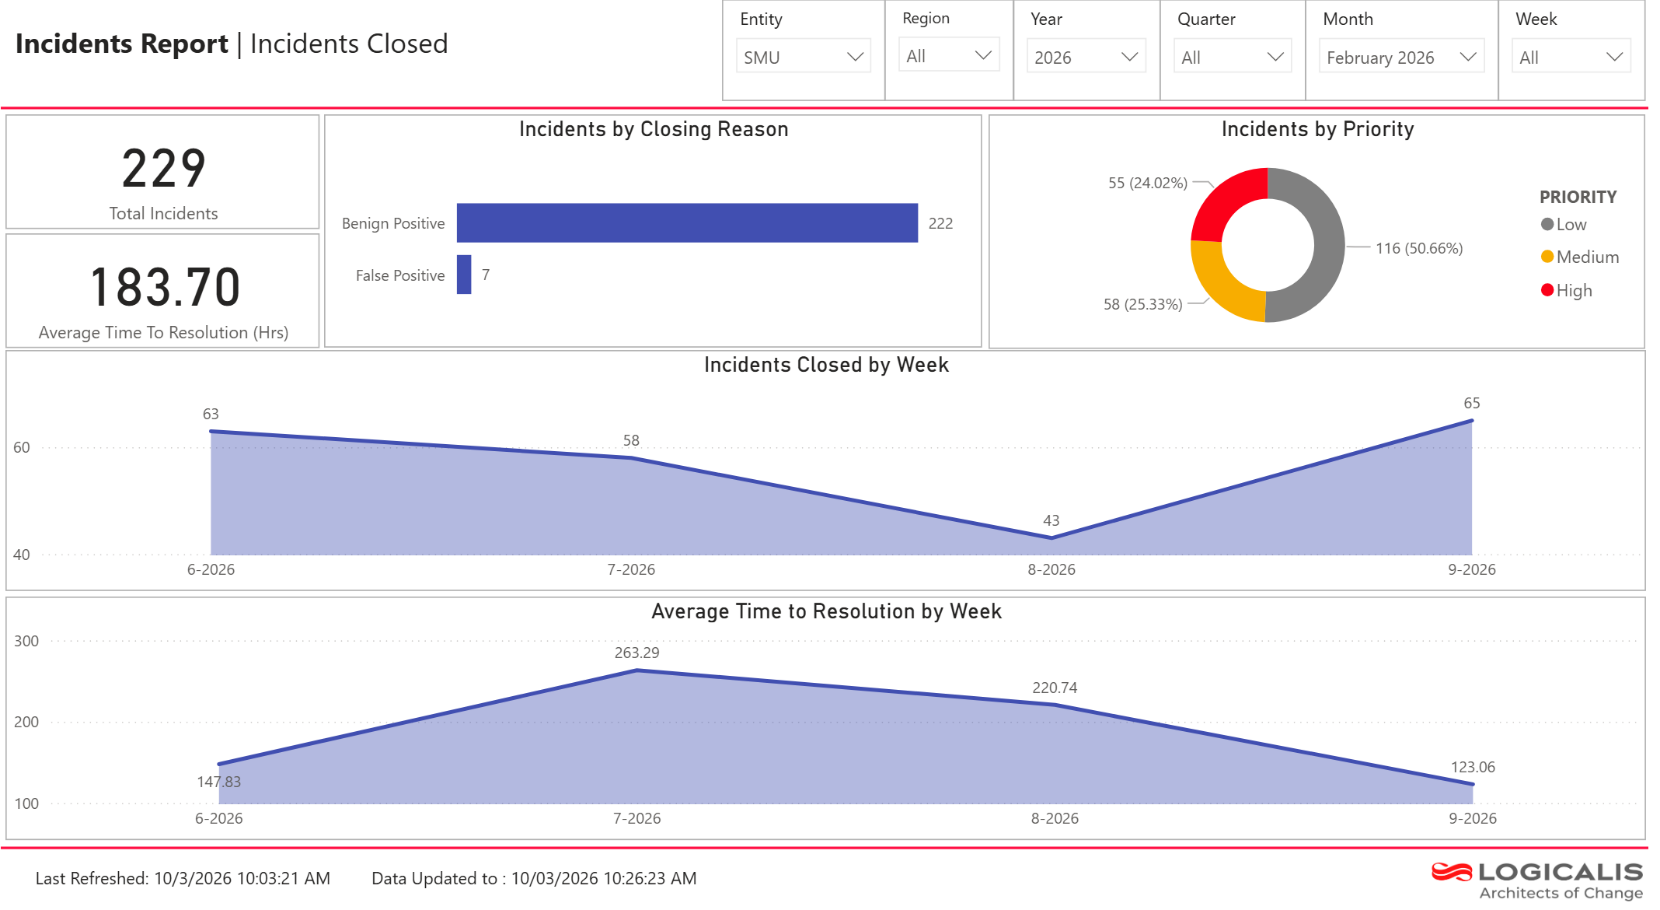 Incidents Report | Incidents Closed
Entity
SMU
Region
All
Year
2026
Quarter
All
Month
February 2026
Week
All
229
Total Incidents
183.70
Average Time To Resolution (Hrs)
Incidents by Closing Reason
Benign Positive
222
False Positive
7
Incidents by Priority
55 (24.02%)
116 (50.66%)
58 (25.33%)
PRIORITY
Low
Medium
High
Incidents Closed by Week
63
65
60
58
43
40
6-2026
7-2026
8-2026
9-2026
Average Time to Resolution by Week
300
263.29
220.74
200
123.06
147.83
100
6-2026
7-2026
8-2026
9-2026
Last Refreshed: 10/3/2026 10:03:21 AM
Data Updated to : 10/03/2026 10:26:23 AM
LOGICALIS
Architects of Change